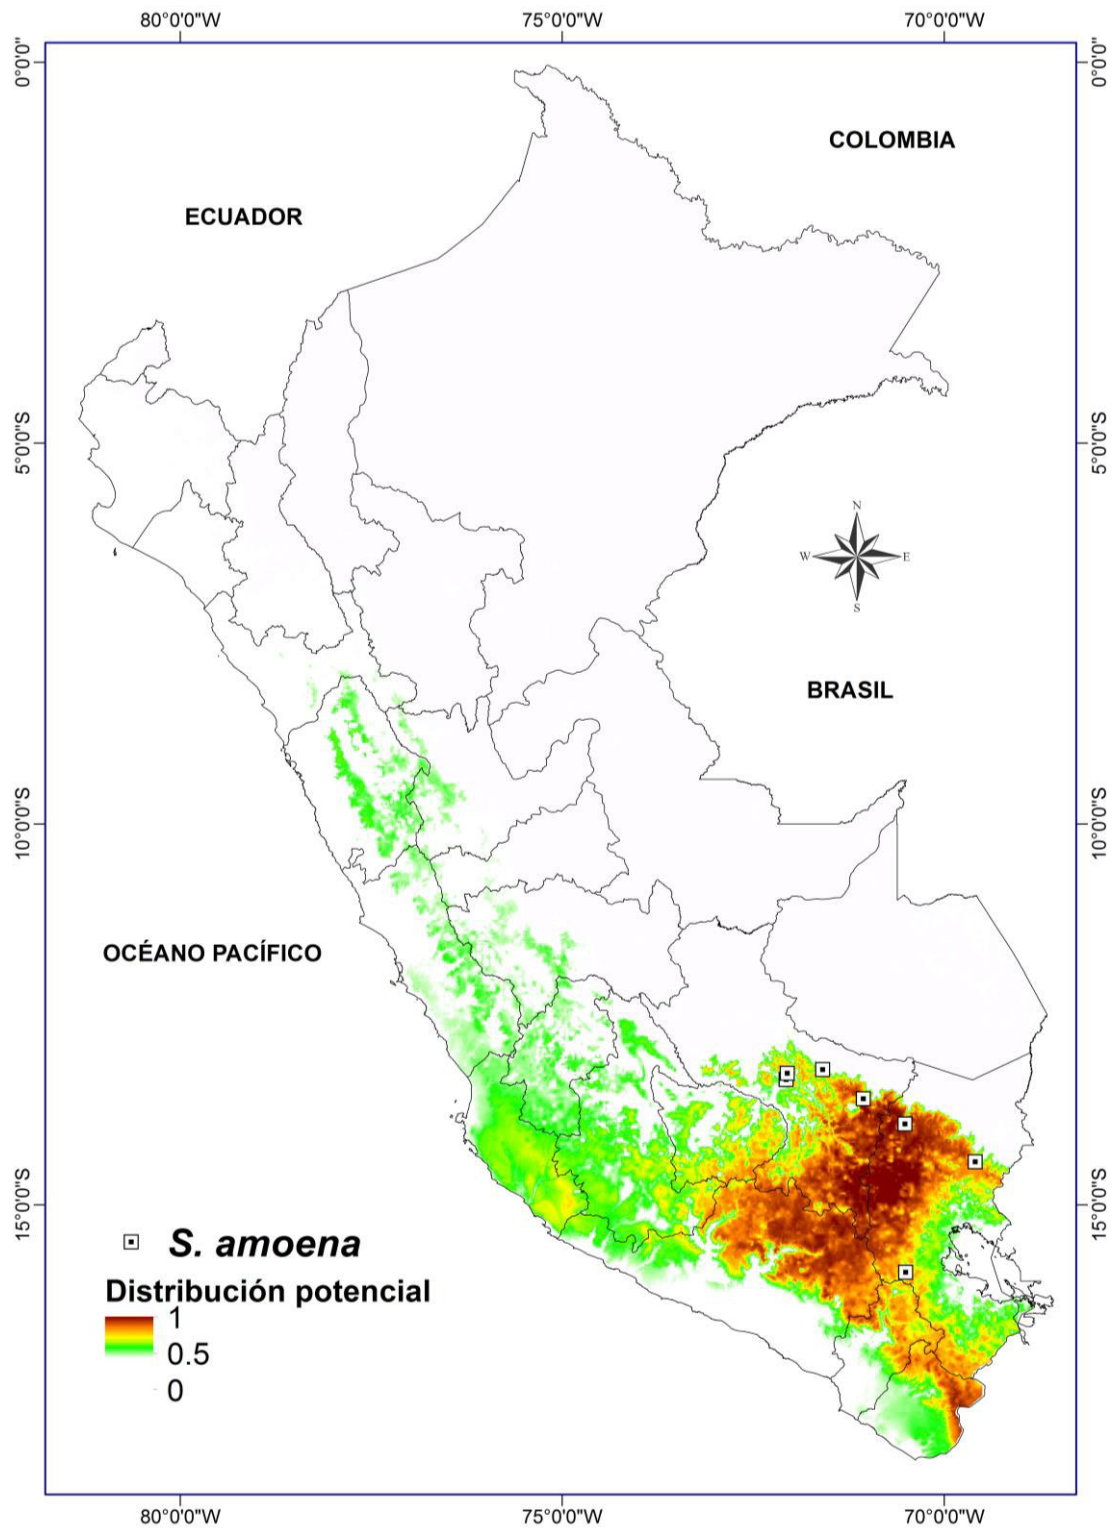 80°0'0"W 75°0'0"W 70°0'0"W
0°0'0" 0°0'0"
COLOMBIA
ECUADOR
5°0'0"S 5°0'0"S
N
W E
S
BRASIL
10°0'0"S 10°0'0"S
OCÉANO PACÍFICO
15°0'0"S 15°0'0"S
S. amoena
Distribución potencial
1
0.5
0
80°0'0"W 75°0'0"W 70°0'0"W